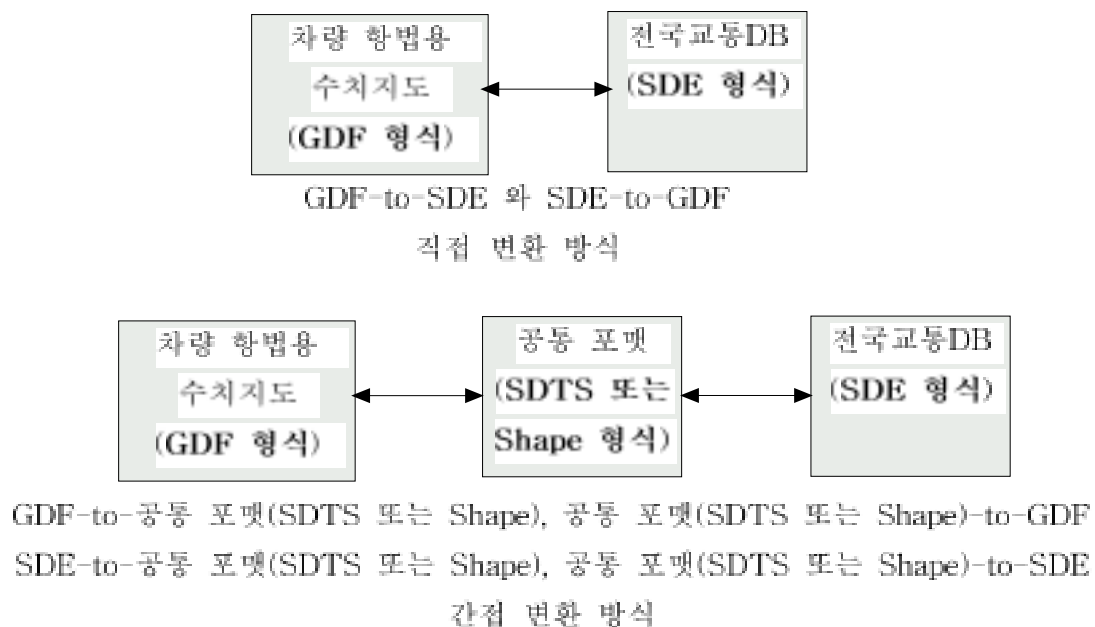 차량 항법용
수치지도
(GDF 형식)
전국교통DB
(SDE 형식)
GDF-to-SDE 와 SDE-to-GDF
직접 변환 방식
차량 항법용
수치지도
(GDF 형식)
공통 포맷
(SDTS 또는
Shape 형식)
전국교통DB
(SDE 형식)
GDF-to-공통 포맷(SDTS 또는 Shape), 공통 포맷(SDTS 또는 Shape)-to-GDF
SDE-to-공통 포맷(SDTS 또는 Shape), 공통 포맷(SDTS 또는 Shape)-to-SDE
간접 변환 방식